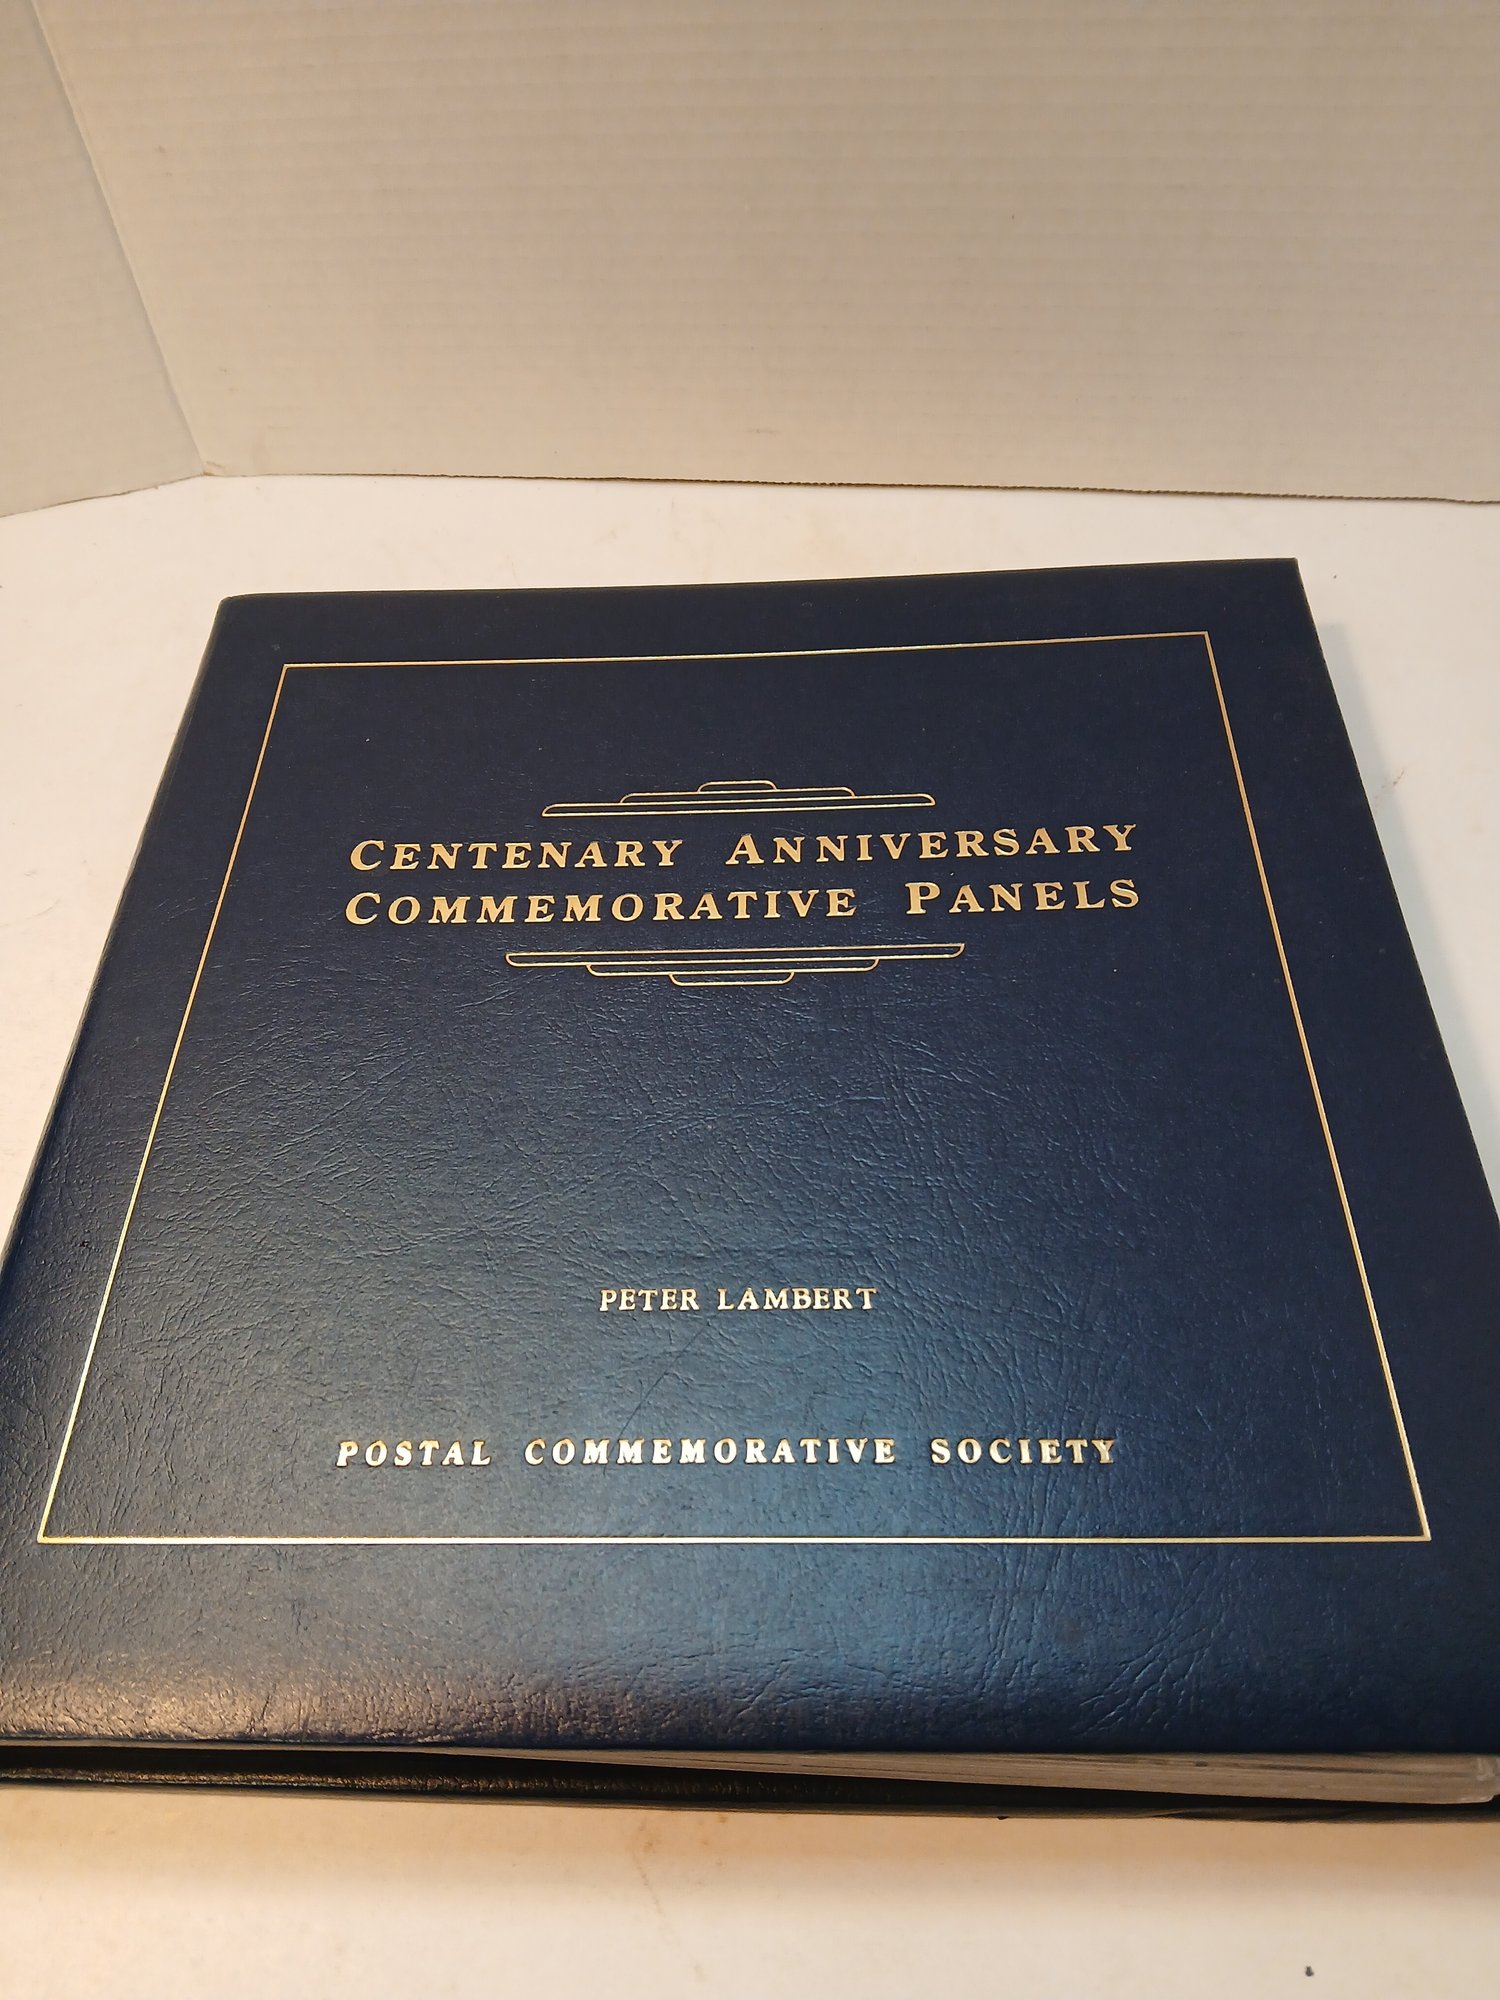 CENTENARY ANNIVERSARY
COMMEMORATIVE PANELS
PETER LAMBERT
POSTAL COMMEMORATIVE SOCIETY